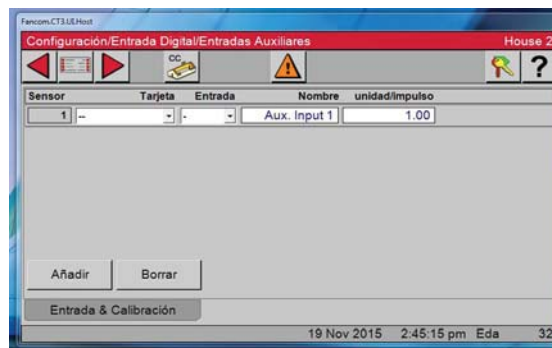 Fancom.CT3.UI.Host
Configuración/Entrada Digital/Entradas Auxiliares House 2
CC
?
Sensor Tarjeta Entrada Nombre unidad/impulso
1 -- - Aux. Input 1 1.00
Añadir Borrar
Entrada & Calibración
19 Nov 2015 2:45:15 pm Eda 32